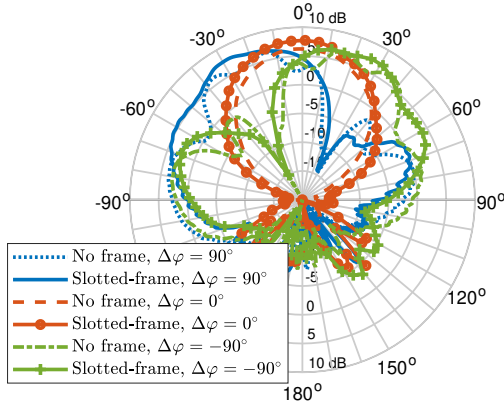 0°
10 dB
-30°
30°
5
0
-60°
60°
-5
-10
-1
-90°
90°
No frame, Δφ = 90°
Slotted-frame, Δφ = 90°
No frame, Δφ = 0°
Slotted-frame, Δφ = 0°
No frame, Δφ = −90°
Slotted-frame, Δφ = −90°
-5
0
120°
5
10 dB
150°
180°